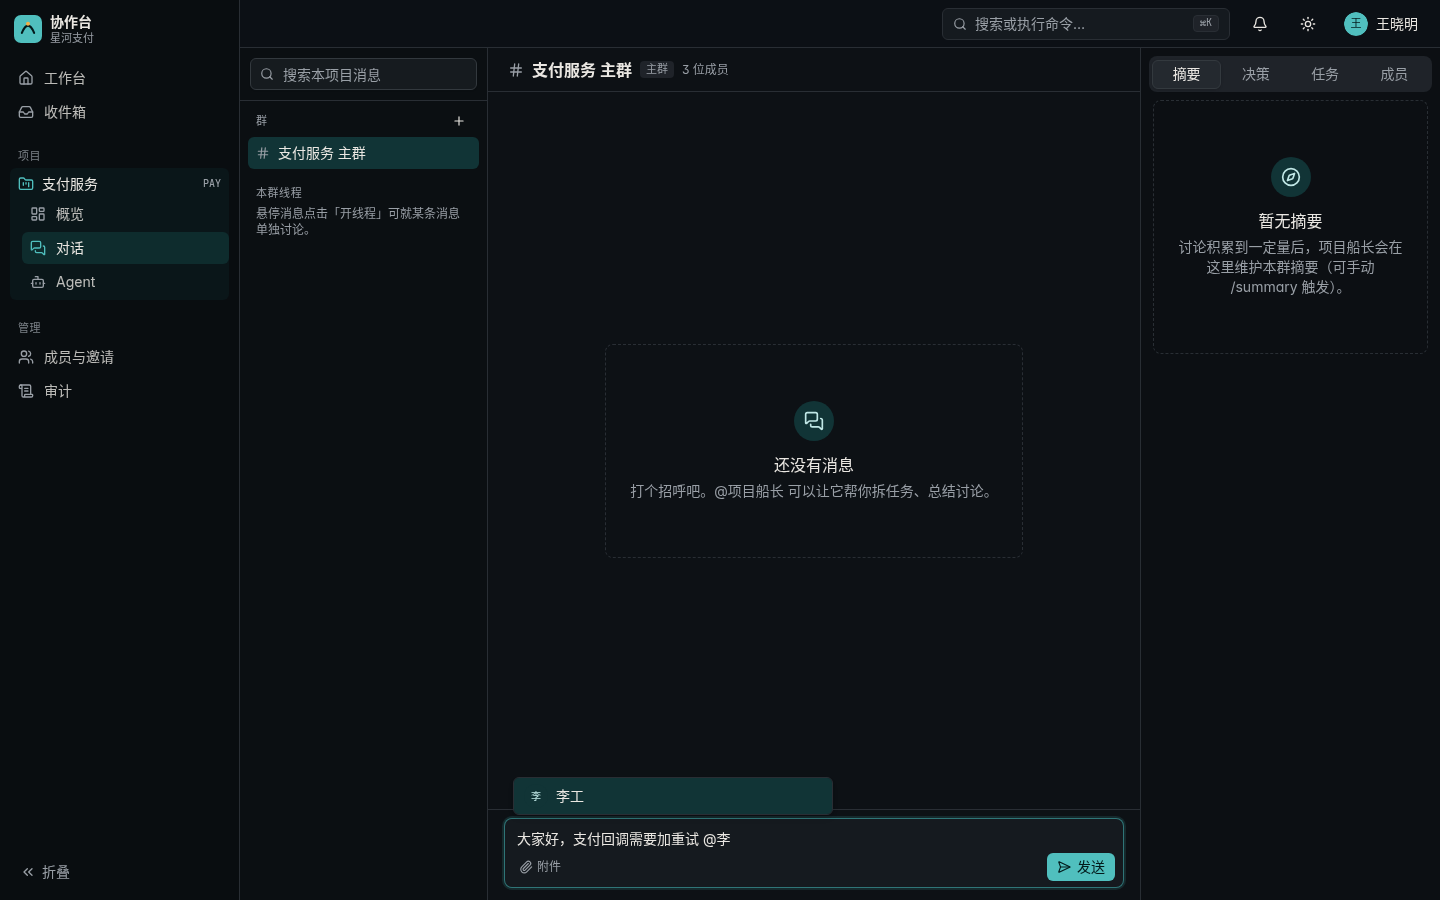 协作台
星河支付
工作台
收件箱
项目
支付服务 PAY
概览
对话
Agent
管理
成员与邀请
审计
折叠
搜索或执行命令...
⌘K
王 王晓明
搜索本项目消息
群
支付服务 主群
本群线程
悬停消息点击「开线程」可就某条消息
单独讨论。
支付服务 主群 主群 3 位成员
还没有消息
打个招呼吧。@项目船长 可以让它帮你拆任务、总结讨论。
李 李工
大家好，支付回调需要加重试 @李
附件
发送
摘要 决策 任务 成员
暂无摘要
讨论积累到一定量后，项目船长会在
这里维护本群摘要（可手动
/summary 触发）。